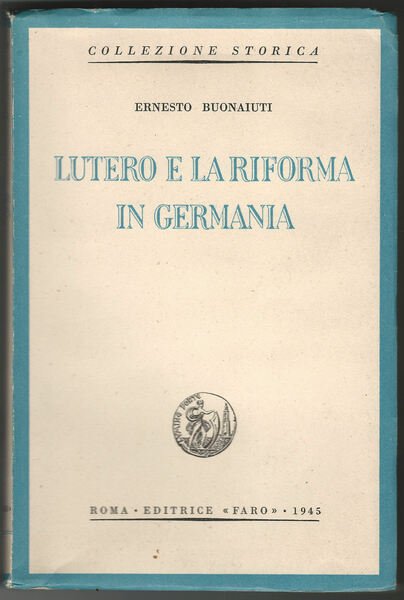 COLLEZIONE STORICA
ERNESTO BUONAIUTI
LUTERO E LA RIFORMA
IN GERMANIA
ROMA • EDITRICE «FARO» • 1945